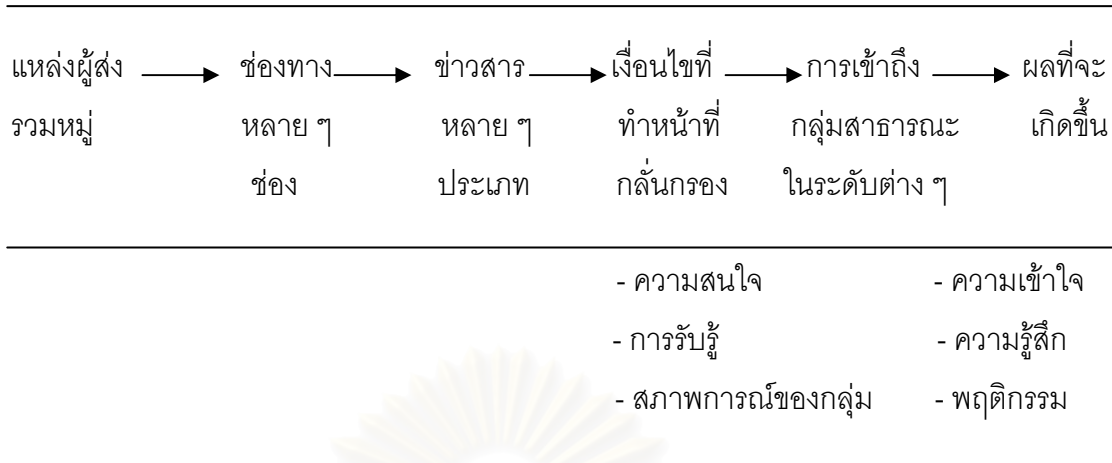 แหล่งผู้ส่ง ช่องทาง ข่าวสาร เงื่อนไขที่ การเข้าถึง ผลที่จะ
รวมหมู่ หลาย ๆ หลาย ๆ ทำหน้าที่ กลุ่มสาธารณะ เกิดขึ้น
ช่อง ประเภท กลั่นกรอง ในระดับต่าง ๆ
- ความสนใจ - ความเข้าใจ
- การรับรู้ - ความรู้สึก
- สภาพการณ์ของกลุ่ม - พฤติกรรม